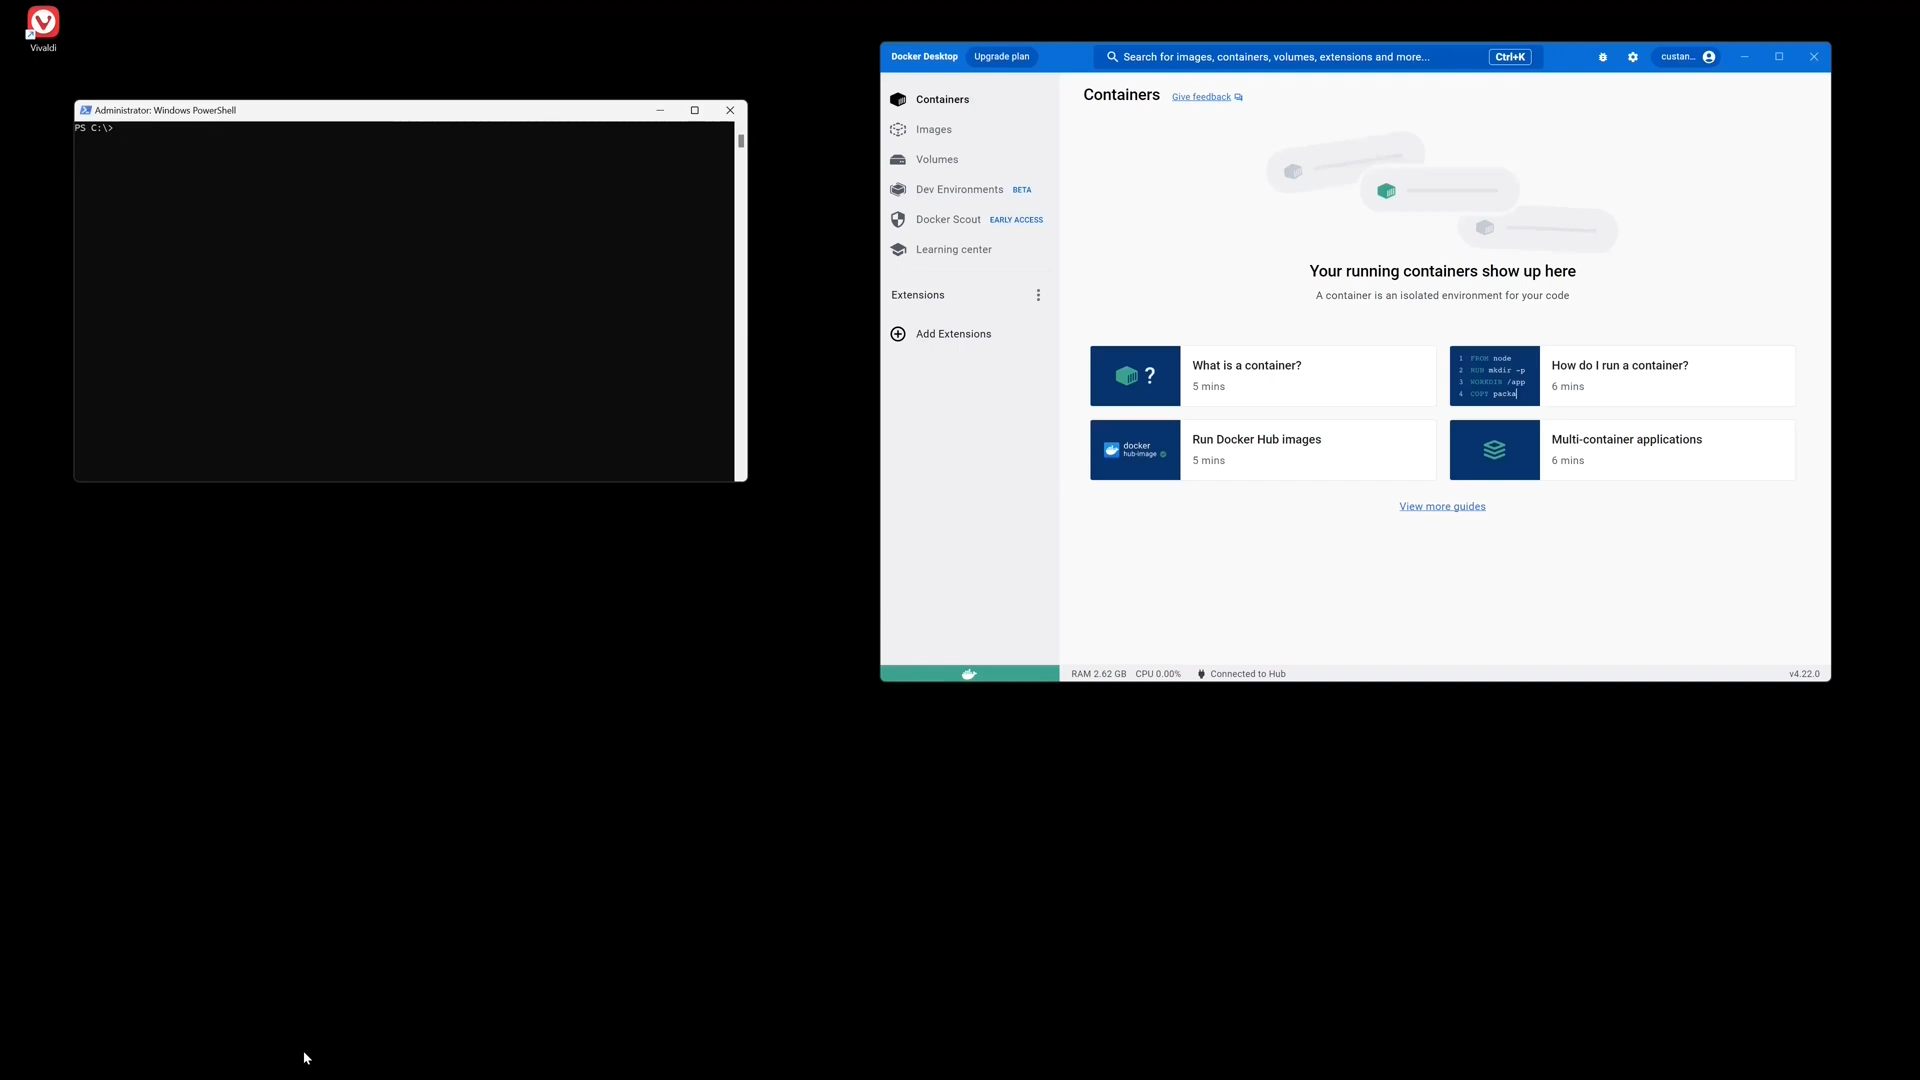 Vivaldi
Administrator: Windows PowerShell
PS C:\>
Docker Desktop
Upgrade plan
Search for images, containers, volumes, extensions and more...
Ctrl+K
custan...
Containers
Images
Volumes
Dev Environments BETA
Docker Scout EARLY ACCESS
Learning center
Extensions
Add Extensions
Containers
Give feedback
Your running containers show up here
A container is an isolated environment for your code
?
What is a container?
5 mins
1 FROM node
2 RUN mkdir -p
3 WORKDIR /app
4 COPY packa
How do I run a container?
6 mins
docker
hub-image
Run Docker Hub images
5 mins
Multi-container applications
6 mins
View more guides
RAM 2.62 GB CPU 0.00% Connected to Hub
v4.22.0